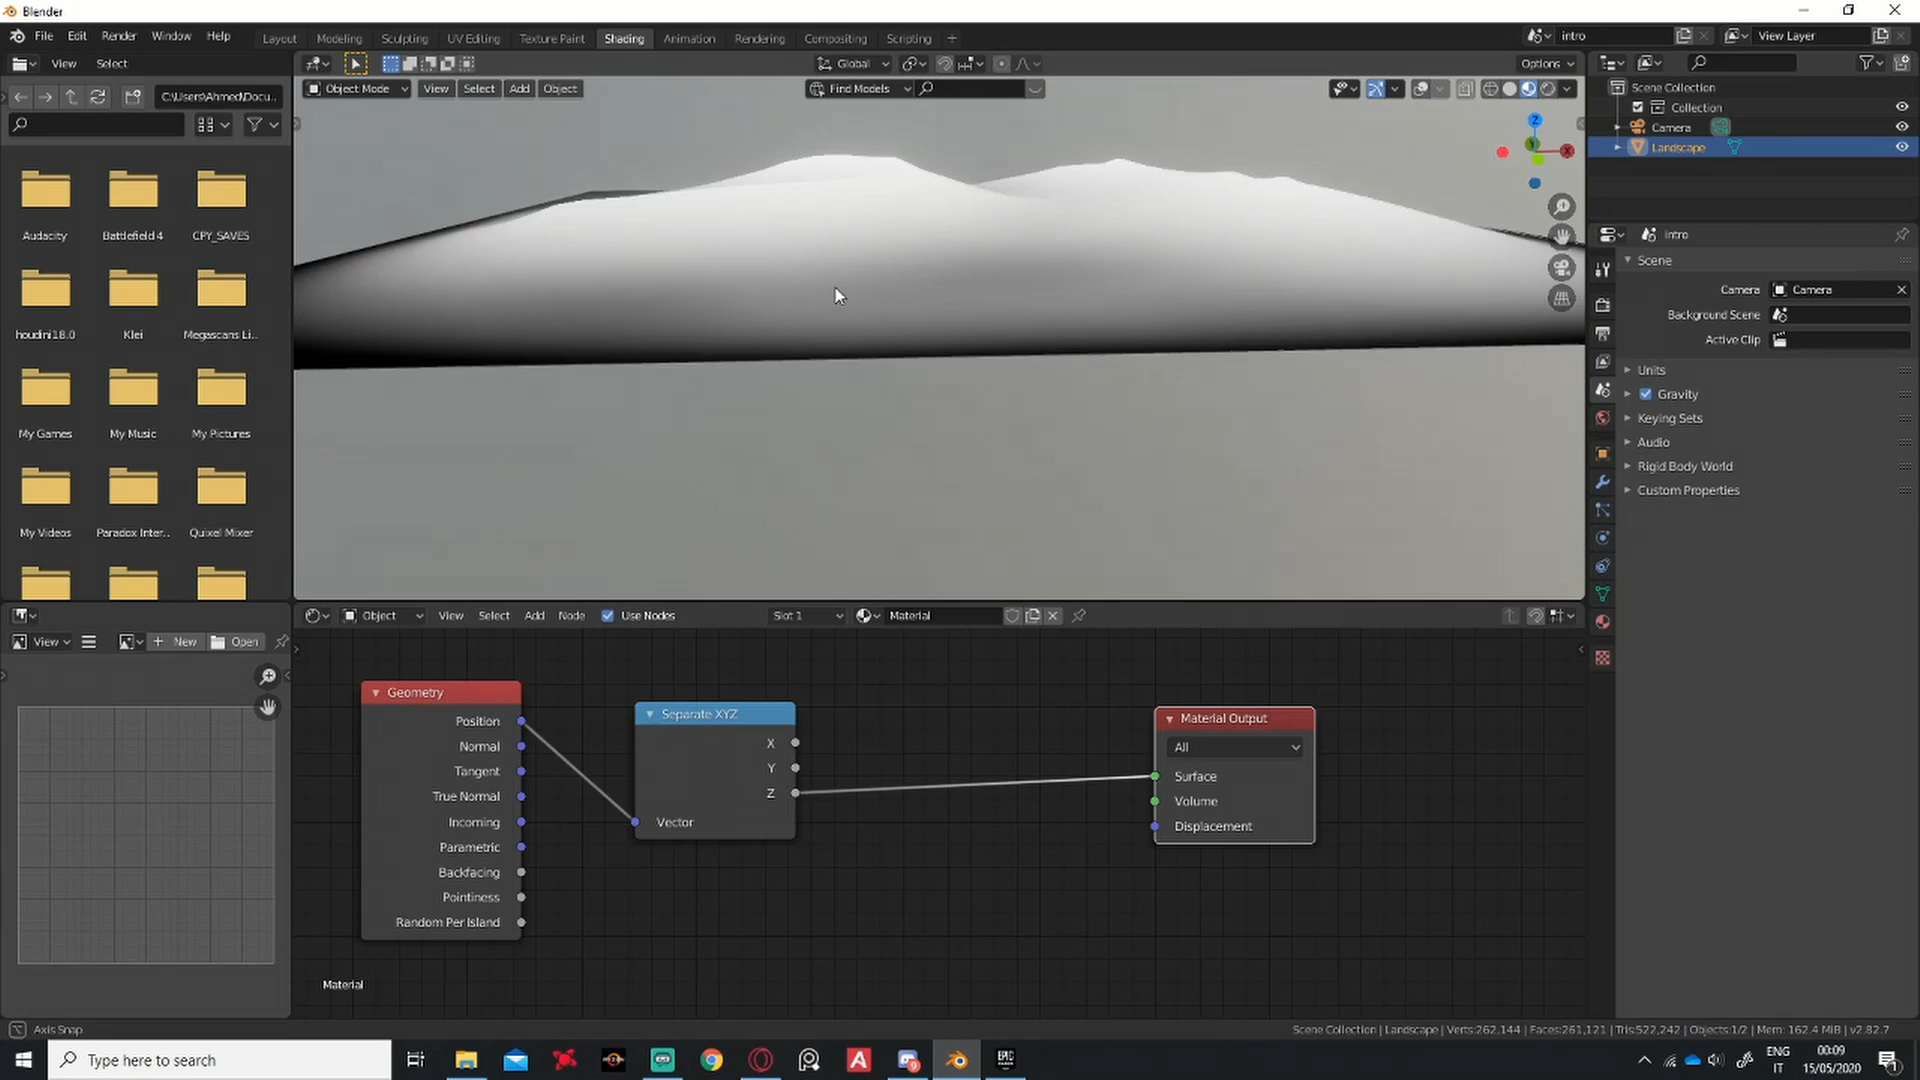 Blender
File Edit Render Window Help
Layout Modeling Sculpting UV Editing Texture Paint Shading Animation Rendering Compositing Scripting +
intro
View Layer
View Select
Global
Options
C:\Users\Ahmed\Docu..
Object Mode View Select Add Object
Find Models
Scene Collection
Collection
Camera
Landscape
Z
Y
X
Audacity
Battlefield 4
CPY_SAVES
houdini18.0
Klei
Megascans Li..
My Games
My Music
My Pictures
My Videos
Paradox Inter..
Quixel Mixer
intro
Scene
Camera Camera
Background Scene
Active Clip
Units
Gravity
Keying Sets
Audio
Rigid Body World
Custom Properties
View
New
Open
Object View Select Add Node Use Nodes
Slot 1
Material
Geometry
Position
Normal
Tangent
True Normal
Incoming
Parametric
Backfacing
Pointiness
Random Per Island
Separate XYZ
X
Y
Z
Vector
Material Output
All
Surface
Volume
Displacement
Material
Axis Snap
Scene Collection | Landscape | Verts:262,144 | Faces:261,121 | Tris:522,242 | Objects:1/2 | Mem: 162.4 MiB | v2.82.7
Type here to search
EPIC
ENG
IT
00:09
15/05/2020